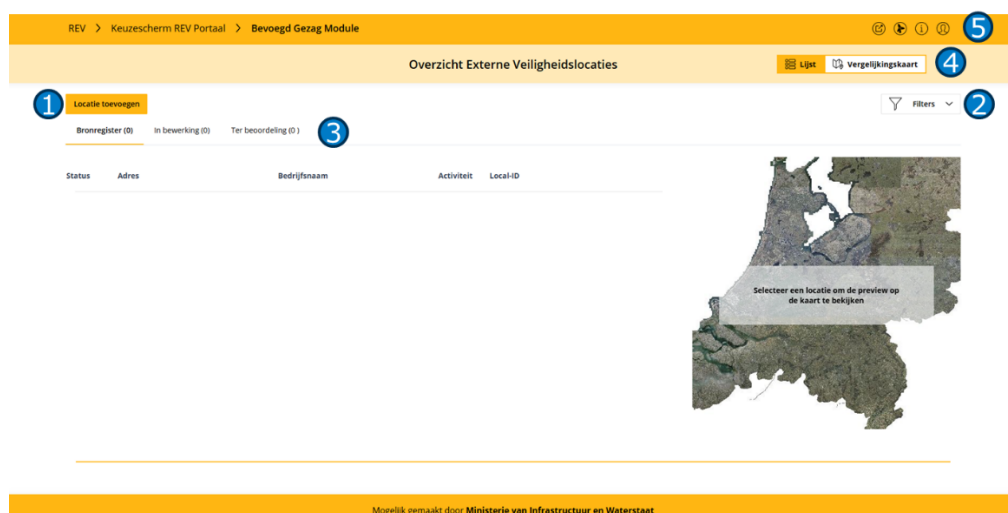 REV > Keuzescherm REV Portaal > Bevoegd Gezag Module
5
Overzicht Externe Veiligheidslocaties
Lijst
Vergelijkingskaart
4
1
Locatie toevoegen
Filters
2
Bronregister (0)
In bewerking (0)
Ter beoordeling (0 )
3
Status
Adres
Bedrijfsnaam
Activiteit
Local-ID
Selecteer een locatie om de preview op
de kaart te bekijken
Mogelijk gemaakt door Ministerie van Infrastructuur en Waterstaat